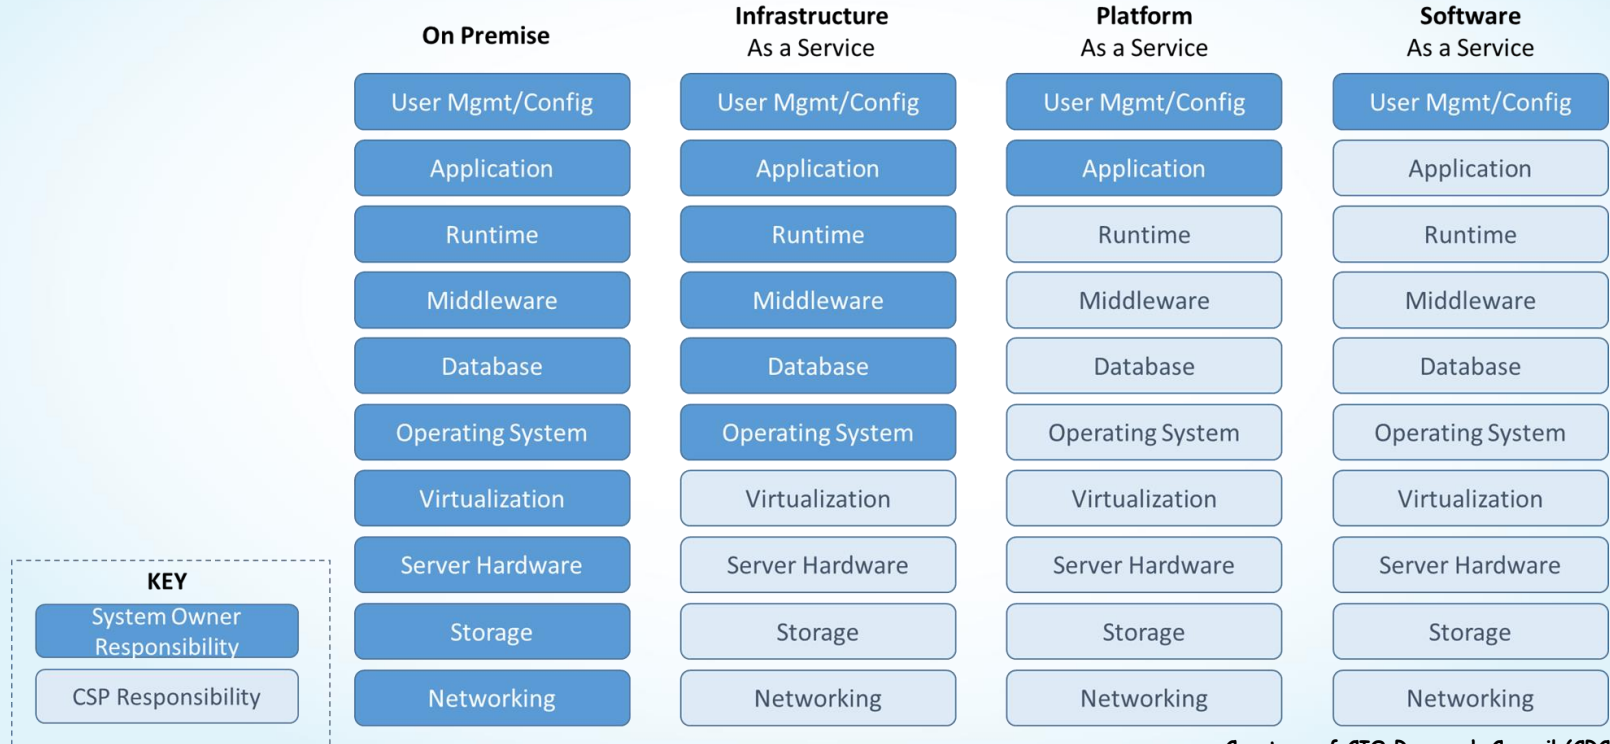 On Premise
Infrastructure
As a Service
Platform
As a Service
Software
As a Service
User Mgmt/Config
User Mgmt/Config
User Mgmt/Config
User Mgmt/Config
Application
Application
Application
Application
Runtime
Runtime
Runtime
Runtime
Middleware
Middleware
Middleware
Middleware
Database
Database
Database
Database
Operating System
Operating System
Operating System
Operating System
Virtualization
Virtualization
Virtualization
Virtualization
Server Hardware
Server Hardware
Server Hardware
Server Hardware
Storage
Storage
Storage
Storage
Networking
Networking
Networking
Networking
KEY
System Owner
Responsibility
CSP Responsibility